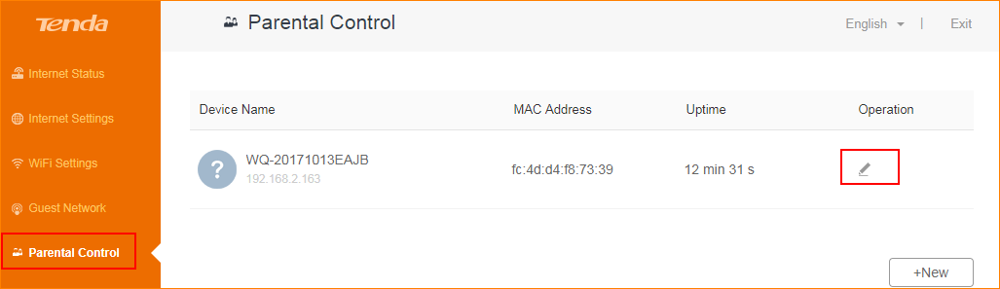 Tenda
Parental Control
English
Exit
Internet Status
Internet Settings
WiFi Settings
Guest Network
Parental Control
Device Name MAC Address Uptime Operation
? WQ-20171013EAJB fc:4d:d4:f8:73:39 12 min 31 s
192.168.2.163
+New